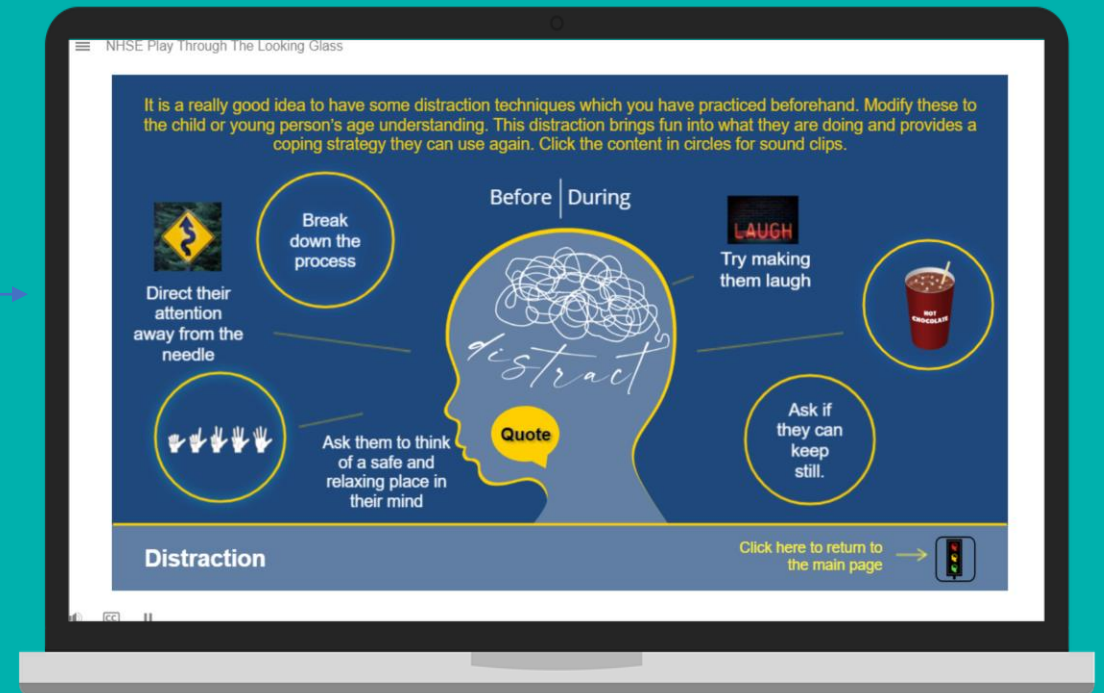 NHSE Play Through The Looking Glass
It is a really good idea to have some distraction techniques which you have practiced beforehand. Modify these to
the child or young person's age understanding. This distraction brings fun into what they are doing and provides a
coping strategy they can use again. Click the content in circles for sound clips.
Before | During
Break
down the
process
Direct their
attention
away from the
needle
Ask them to think
of a safe and
relaxing place in
their mind
distract
Quote
LAUGH
Try making
them laugh
HOT
CHOCOLATE
Ask if
they can
keep
still.
Distraction
Click here to return to
the main page
CC